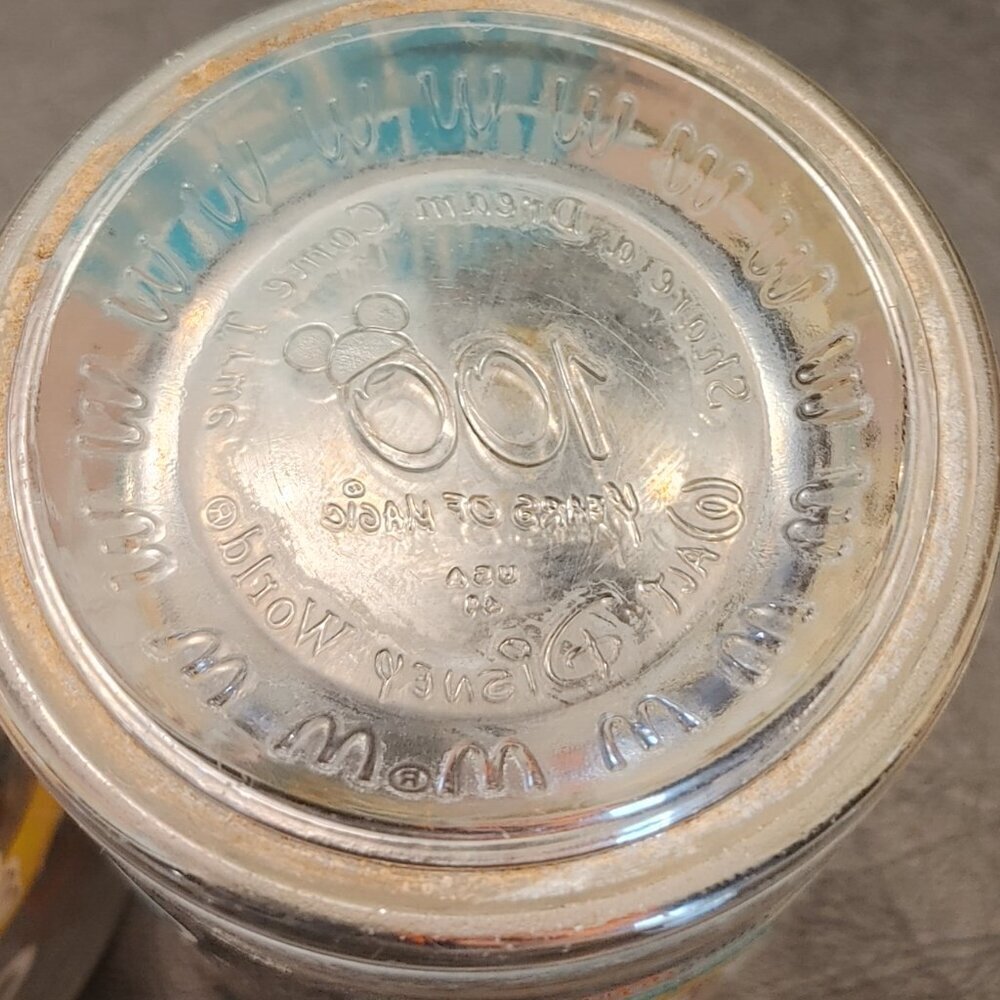 Share a Dream Come True
100
YEARS OF MAGIC®
USA
WALT DISNEY World®
M M M M M M M M M M M M M M M M®